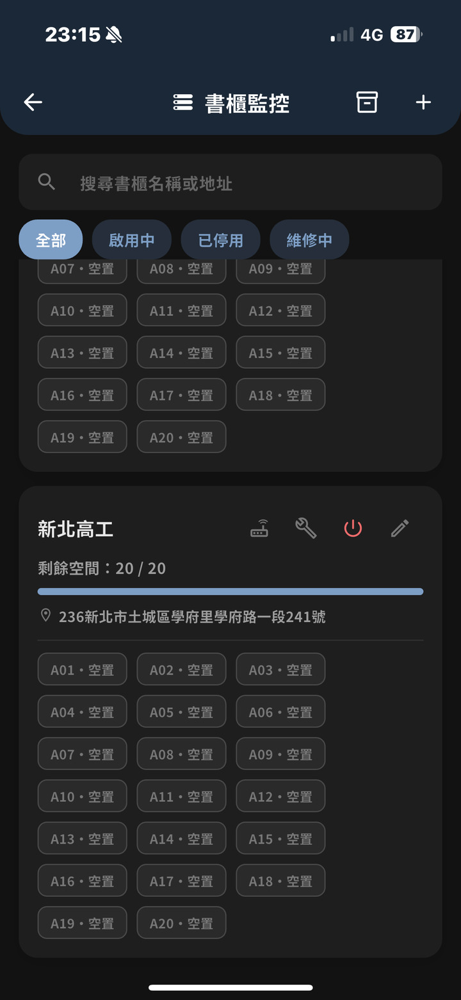 23:15 4G 87
書櫃監控
搜尋書櫃名稱或地址
全部 啟用中 已停用 維修中
A07・空置 A08・空置 A09・空置
A10・空置 A11・空置 A12・空置
A13・空置 A14・空置 A15・空置
A16・空置 A17・空置 A18・空置
A19・空置 A20・空置
新北高工
剩餘空間：20 / 20
236新北市土城區學府里學府路一段241號
A01・空置 A02・空置 A03・空置
A04・空置 A05・空置 A06・空置
A07・空置 A08・空置 A09・空置
A10・空置 A11・空置 A12・空置
A13・空置 A14・空置 A15・空置
A16・空置 A17・空置 A18・空置
A19・空置 A20・空置